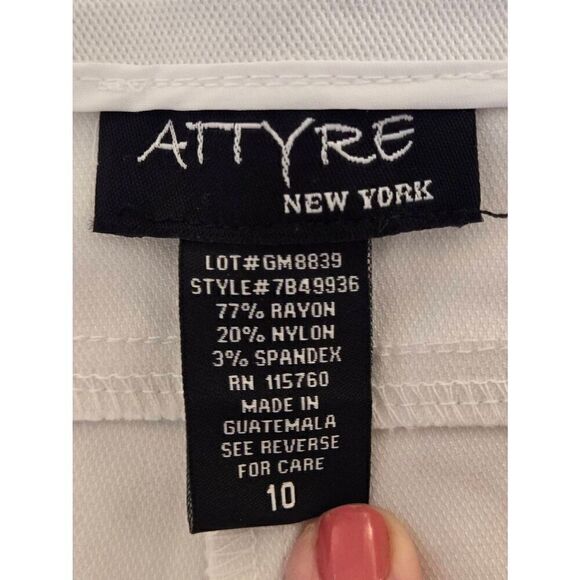 ATTYRE
NEW YORK
LOT#GM8839
STYLE#7B49936
77% RAYON
20% NYLON
3% SPANDEX
RN 115760
MADE IN
GUATEMALA
SEE REVERSE
FOR CARE
10